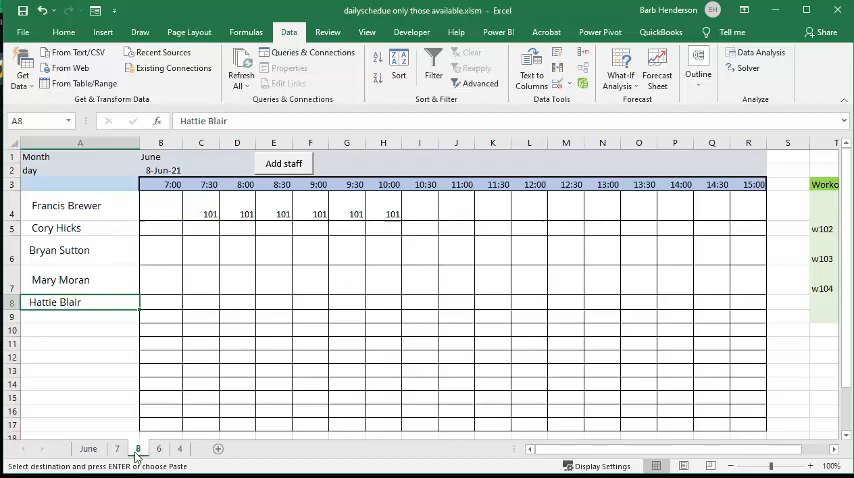 dailyschedue only those available.xlsm - Excel
Barb Henderson BH
File Home Insert Draw Page Layout Formulas Data Review View Developer Help Power BI Acrobat Power Pivot QuickBooks Tell me Share
Get Data
From Text/CSV
From Web
From Table/Range
Recent Sources
Existing Connections
Get & Transform Data
Refresh All
Queries & Connections
Properties
Edit Links
Queries & Connections
Sort
Filter
Clear
Reapply
Advanced
Sort & Filter
Text to Columns
Data Tools
What-If Analysis
Forecast Sheet
Forecast
Outline
Data Analysis
Solver
Analyze
A8 fx Hattie Blair
A B C D E F G H I J K L M N O P Q R S T
1 Month June
2 day 8-Jun-21
Add staff
3 7:00 7:30 8:00 8:30 9:00 9:30 10:00 10:30 11:00 11:30 12:00 12:30 13:00 13:30 14:00 14:30 15:00 Workc
4 Francis Brewer 101 101 101 101 101 101
5 Cory Hicks w102
6 Bryan Sutton w103
7 Mary Moran w104
8 Hattie Blair
9
10
11
12
13
14
15
16
17
18
June 7 8 6 4
Select destination and press ENTER or choose Paste Display Settings 100%